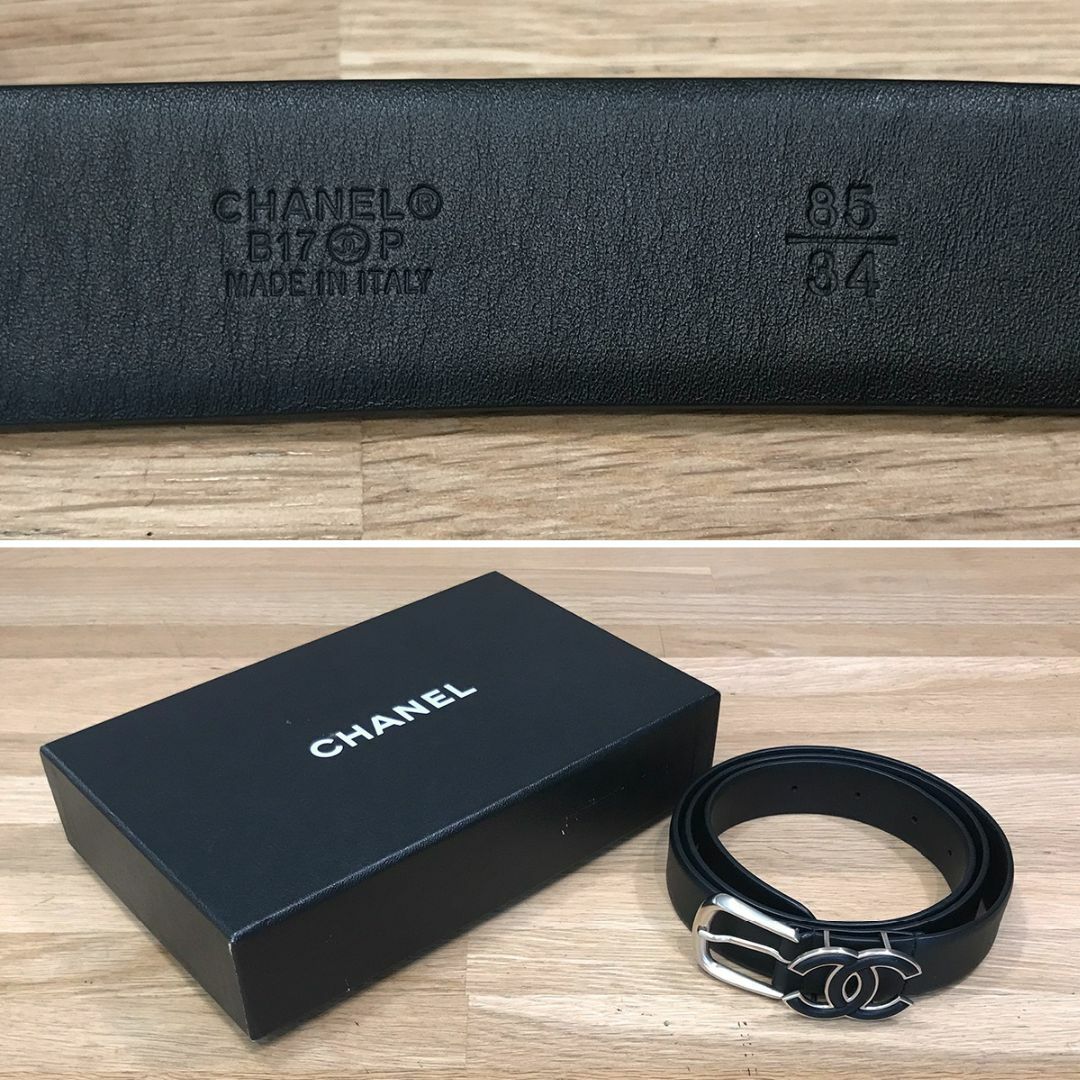 CHANEL®
B17 P
MADE IN ITALY
85
34
CHANEL